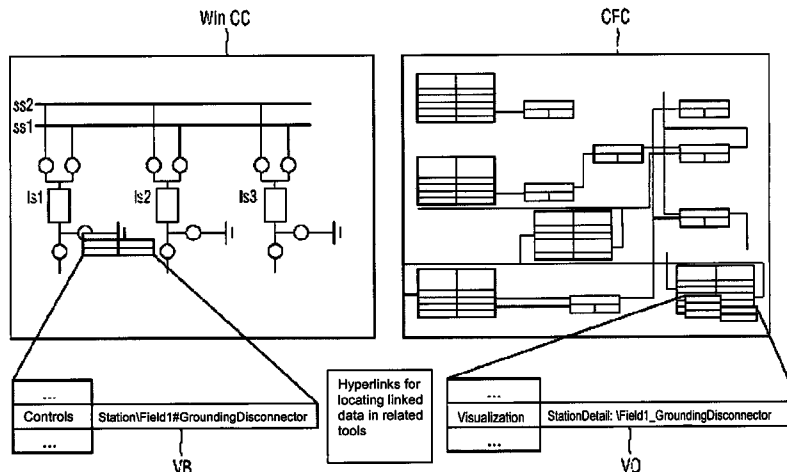 Win CC
CFC
ss2
ss1
ls1
ls2
ls3
...
Controls
Station\Field1#GroundingDisconnector
...
VB
Hyperlinks for
locating linked
data in related
tools
...
Visualization
StationDetail: \Field1_GroundingDisconnector
...
VO